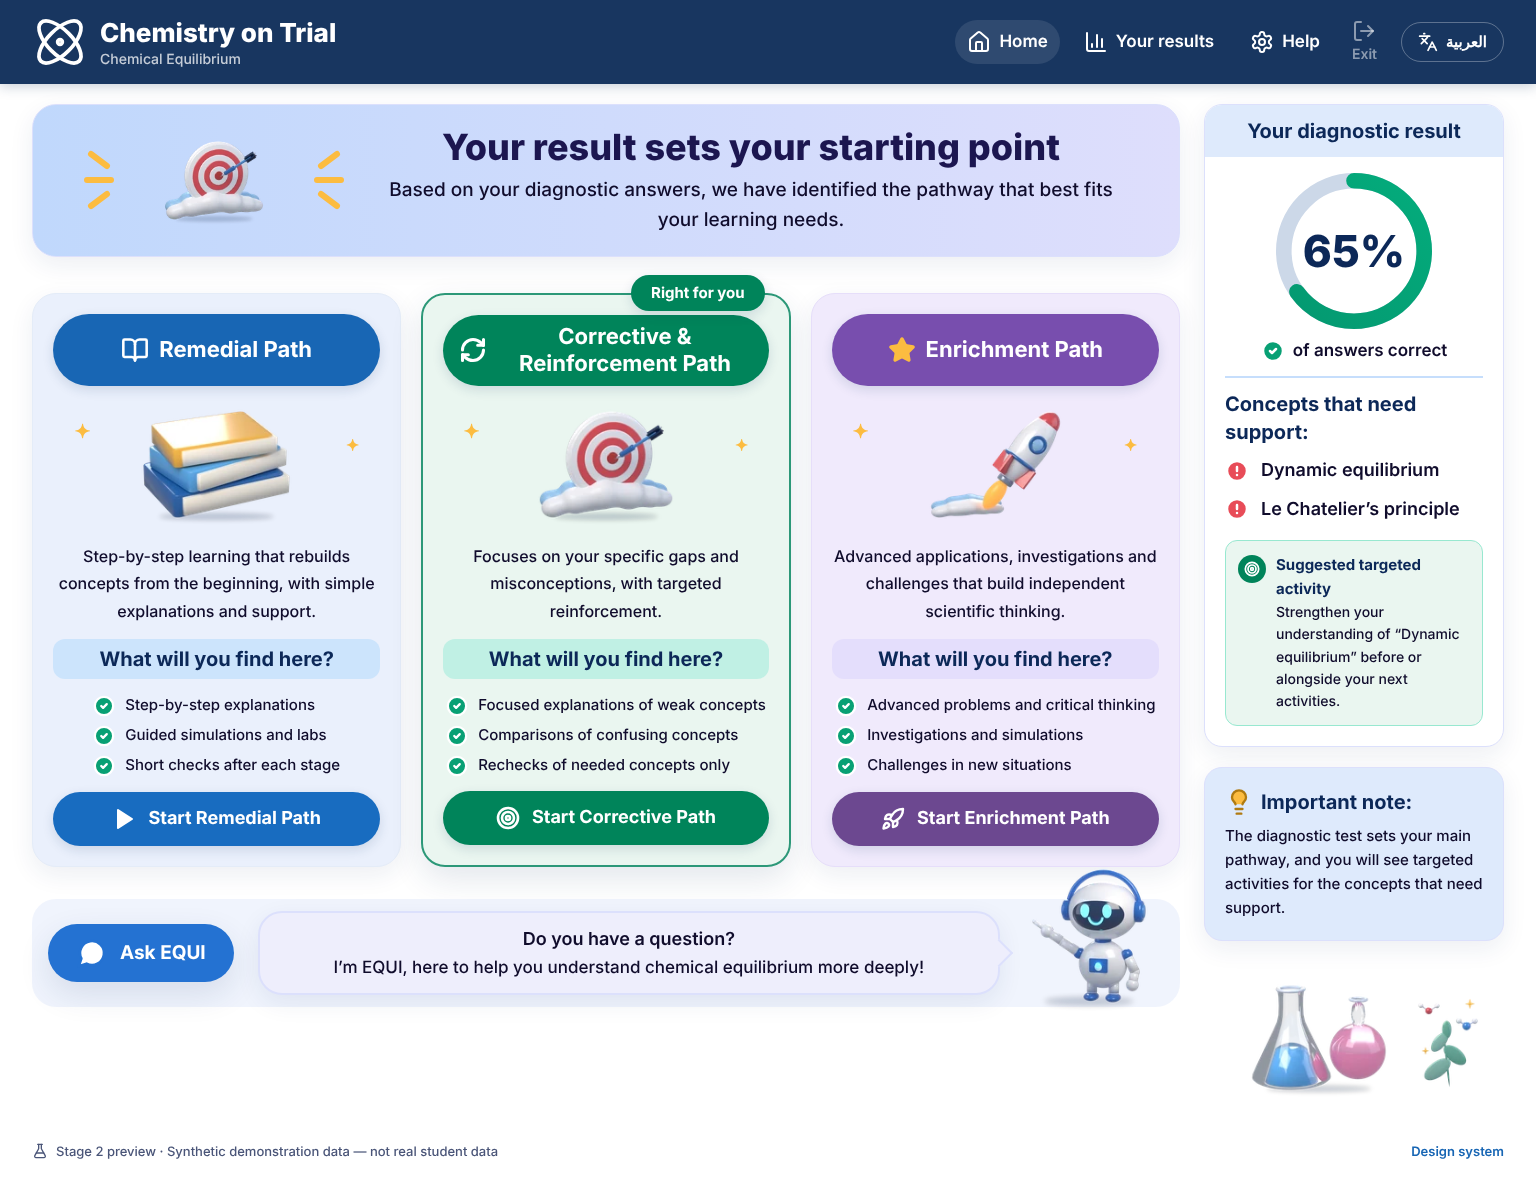 Chemistry on Trial
Chemical Equilibrium
Home
Your results
Help
Exit
العربية
Your result sets your starting point
Based on your diagnostic answers, we have identified the pathway that best fits
your learning needs.
Remedial Path
Step-by-step learning that rebuilds
concepts from the beginning, with simple
explanations and support.
What will you find here?
Step-by-step explanations
Guided simulations and labs
Short checks after each stage
Start Remedial Path
Right for you
Corrective &
Reinforcement Path
Focuses on your specific gaps and
misconceptions, with targeted
reinforcement.
What will you find here?
Focused explanations of weak concepts
Comparisons of confusing concepts
Rechecks of needed concepts only
Start Corrective Path
Enrichment Path
Advanced applications, investigations and
challenges that build independent
scientific thinking.
What will you find here?
Advanced problems and critical thinking
Investigations and simulations
Challenges in new situations
Start Enrichment Path
Ask EQUI
Do you have a question?
I’m EQUI, here to help you understand chemical equilibrium more deeply!
Your diagnostic result
65%
of answers correct
Concepts that need
support:
Dynamic equilibrium
Le Chatelier’s principle
Suggested targeted
activity
Strengthen your
understanding of “Dynamic
equilibrium” before or
alongside your next
activities.
Important note:
The diagnostic test sets your main
pathway, and you will see targeted
activities for the concepts that need
support.
Stage 2 preview · Synthetic demonstration data — not real student data
Design system